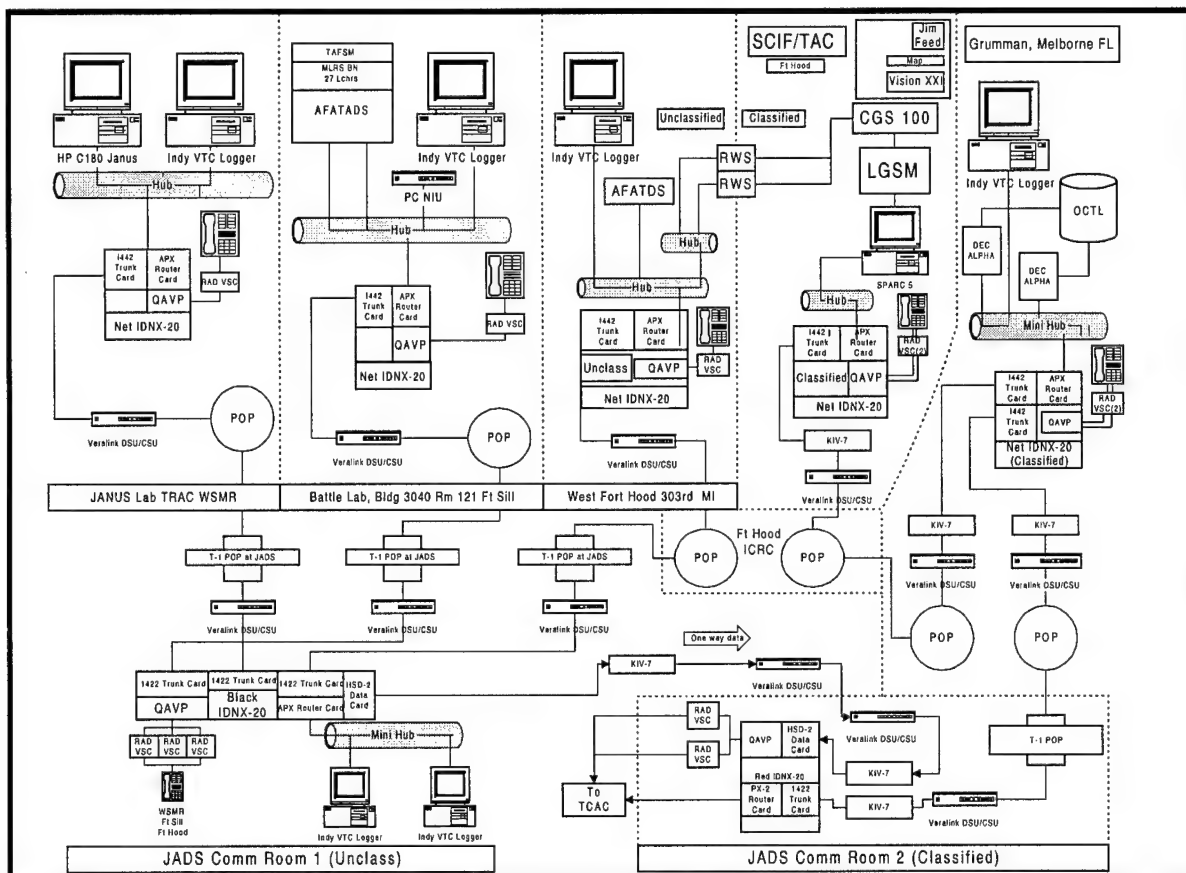 HP C180 Janus
Indy VTC Logger
Hub
I442
Trunk
Card
APX
Router
Card
QAVP
Net IDNX-20
RAD VSC
Veralink DSU/CSU
POP
JANUS Lab TRAC WSMR
TAFSM
MLRS BN
27 Lchrs
AFATADS
Indy VTC Logger
PC NIU
Hub
I442
Trunk
Card
APX
Router
Card
QAVP
Net IDNX-20
RAD VSC
Veralink DSU/CSU
POP
Battle Lab, Bldg 3040 Rm 121 Ft Sill
Indy VTC Logger
Unclassified
AFATDS
Hub
Hub
I442
Trunk
Card
APX
Router
Card
Unclass
QAVP
Net IDNX-20
RAD
VSC
Veralink DSU/CSU
West Fort Hood 303rd MI
SCIF/TAC
Ft Hood
Jim
Feed
Map
Vision XXI
Classified
CGS 100
RWS
RWS
LGSM
SPARC 5
Hub
I442
Trunk
Card
APX
Router
Card
Classified
QAVP
Net IDNX-20
RAD
VSC(2)
KIV-7
Veralink DSU/CSU
Ft Hood
ICRC
POP
POP
Grumman, Melborne FL
Indy VTC Logger
OCTL
DEC
ALPHA
DEC
ALPHA
Mini Hub
I442
Trunk
Card
APX
Router
Card
I442
Trunk
Card
QAVP
Net IDNX-20
(Classified)
RAD
VSC(2)
KIV-7
KIV-7
Veralink DSU/CSU
Veralink DSU/CSU
POP
POP
T-1 POP at JADS
T-1 POP at JADS
T-1 POP at JADS
Veralink DSU/CSU
Veralink DSU/CSU
Veralink DSU/CSU
1422 Trunk Card
1422 Trunk Card
1422 Trunk Card
HSD-2
Data
Card
QAVP
Black
IDNX-20
APX Router Card
RAD
VSC
RAD
VSC
RAD
VSC
WSMR
Ft Sill
Ft Hood
Mini Hub
Indy VTC Logger
Indy VTC Logger
JADS Comm Room 1 (Unclass)
One way data
KIV-7
Veralink DSU/CSU
RAD
VSC
RAD
VSC
QAVP
HSD-2
Data
Card
Veralink DSU/CSU
KIV-7
Red IDNX-20
PX-2
Router
Card
1422
Trunk
Card
To
TCAC
KIV-7
Veralink DSU/CSU
T-1 POP
JADS Comm Room 2 (Classified)